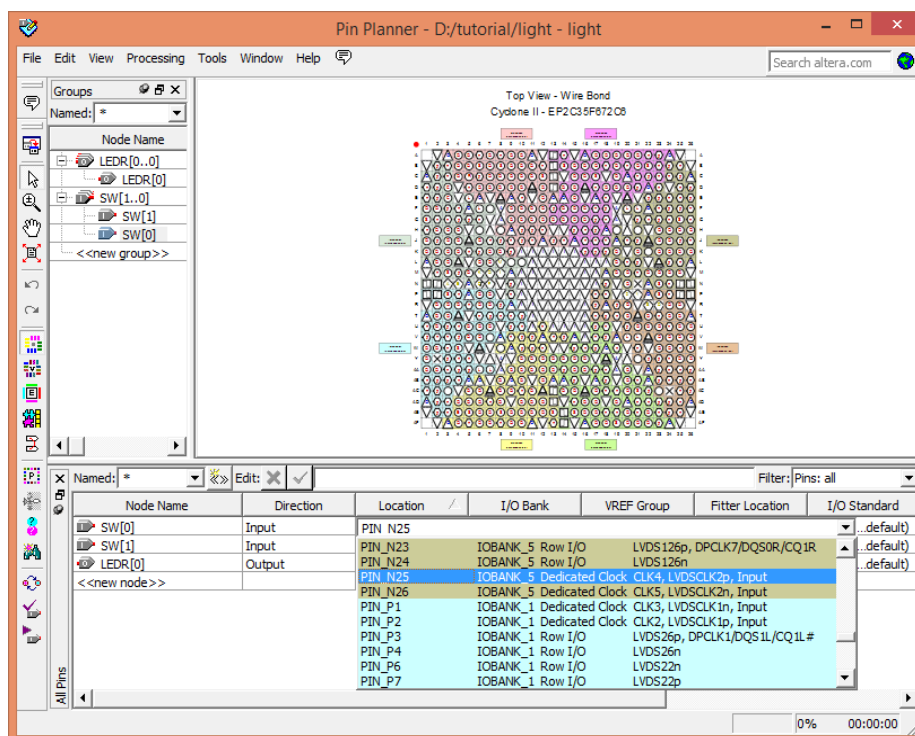 Pin Planner - D:/tutorial/light - light
File Edit View Processing Tools Window Help
Search altera.com
Groups
Named: *
Node Name
LEDR[0..0]
LEDR[0]
SW[1..0]
SW[1]
SW[0]
<<new group>>
Top View - Wire Bond
Cyclone II - EP2C35F672C6
Named: * Edit: Filter: Pins: all
Node Name Direction Location I/O Bank VREF Group Fitter Location I/O Standard
SW[0] Input PIN_N25 ...default)
SW[1] Input ...default)
LEDR[0] Output ...default)
<<new node>>
PIN_N23 IOBANK_5 Row I/O LVDS126p, DPCLK7/DQS0R/CQ1R
PIN_N24 IOBANK_5 Row I/O LVDS126n
PIN_N25 IOBANK_5 Dedicated Clock CLK4, LVDSCLK2p, Input
PIN_N26 IOBANK_5 Dedicated Clock CLK5, LVDSCLK2n, Input
PIN_P1 IOBANK_1 Dedicated Clock CLK3, LVDSCLK1n, Input
PIN_P2 IOBANK_1 Dedicated Clock CLK2, LVDSCLK1p, Input
PIN_P3 IOBANK_1 Row I/O LVDS26p, DPCLK1/DQS1L/CQ1L#
PIN_P4 IOBANK_1 Row I/O LVDS26n
PIN_P6 IOBANK_1 Row I/O LVDS22n
PIN_P7 IOBANK_1 Row I/O LVDS22p
All Pins
0% 00:00:00